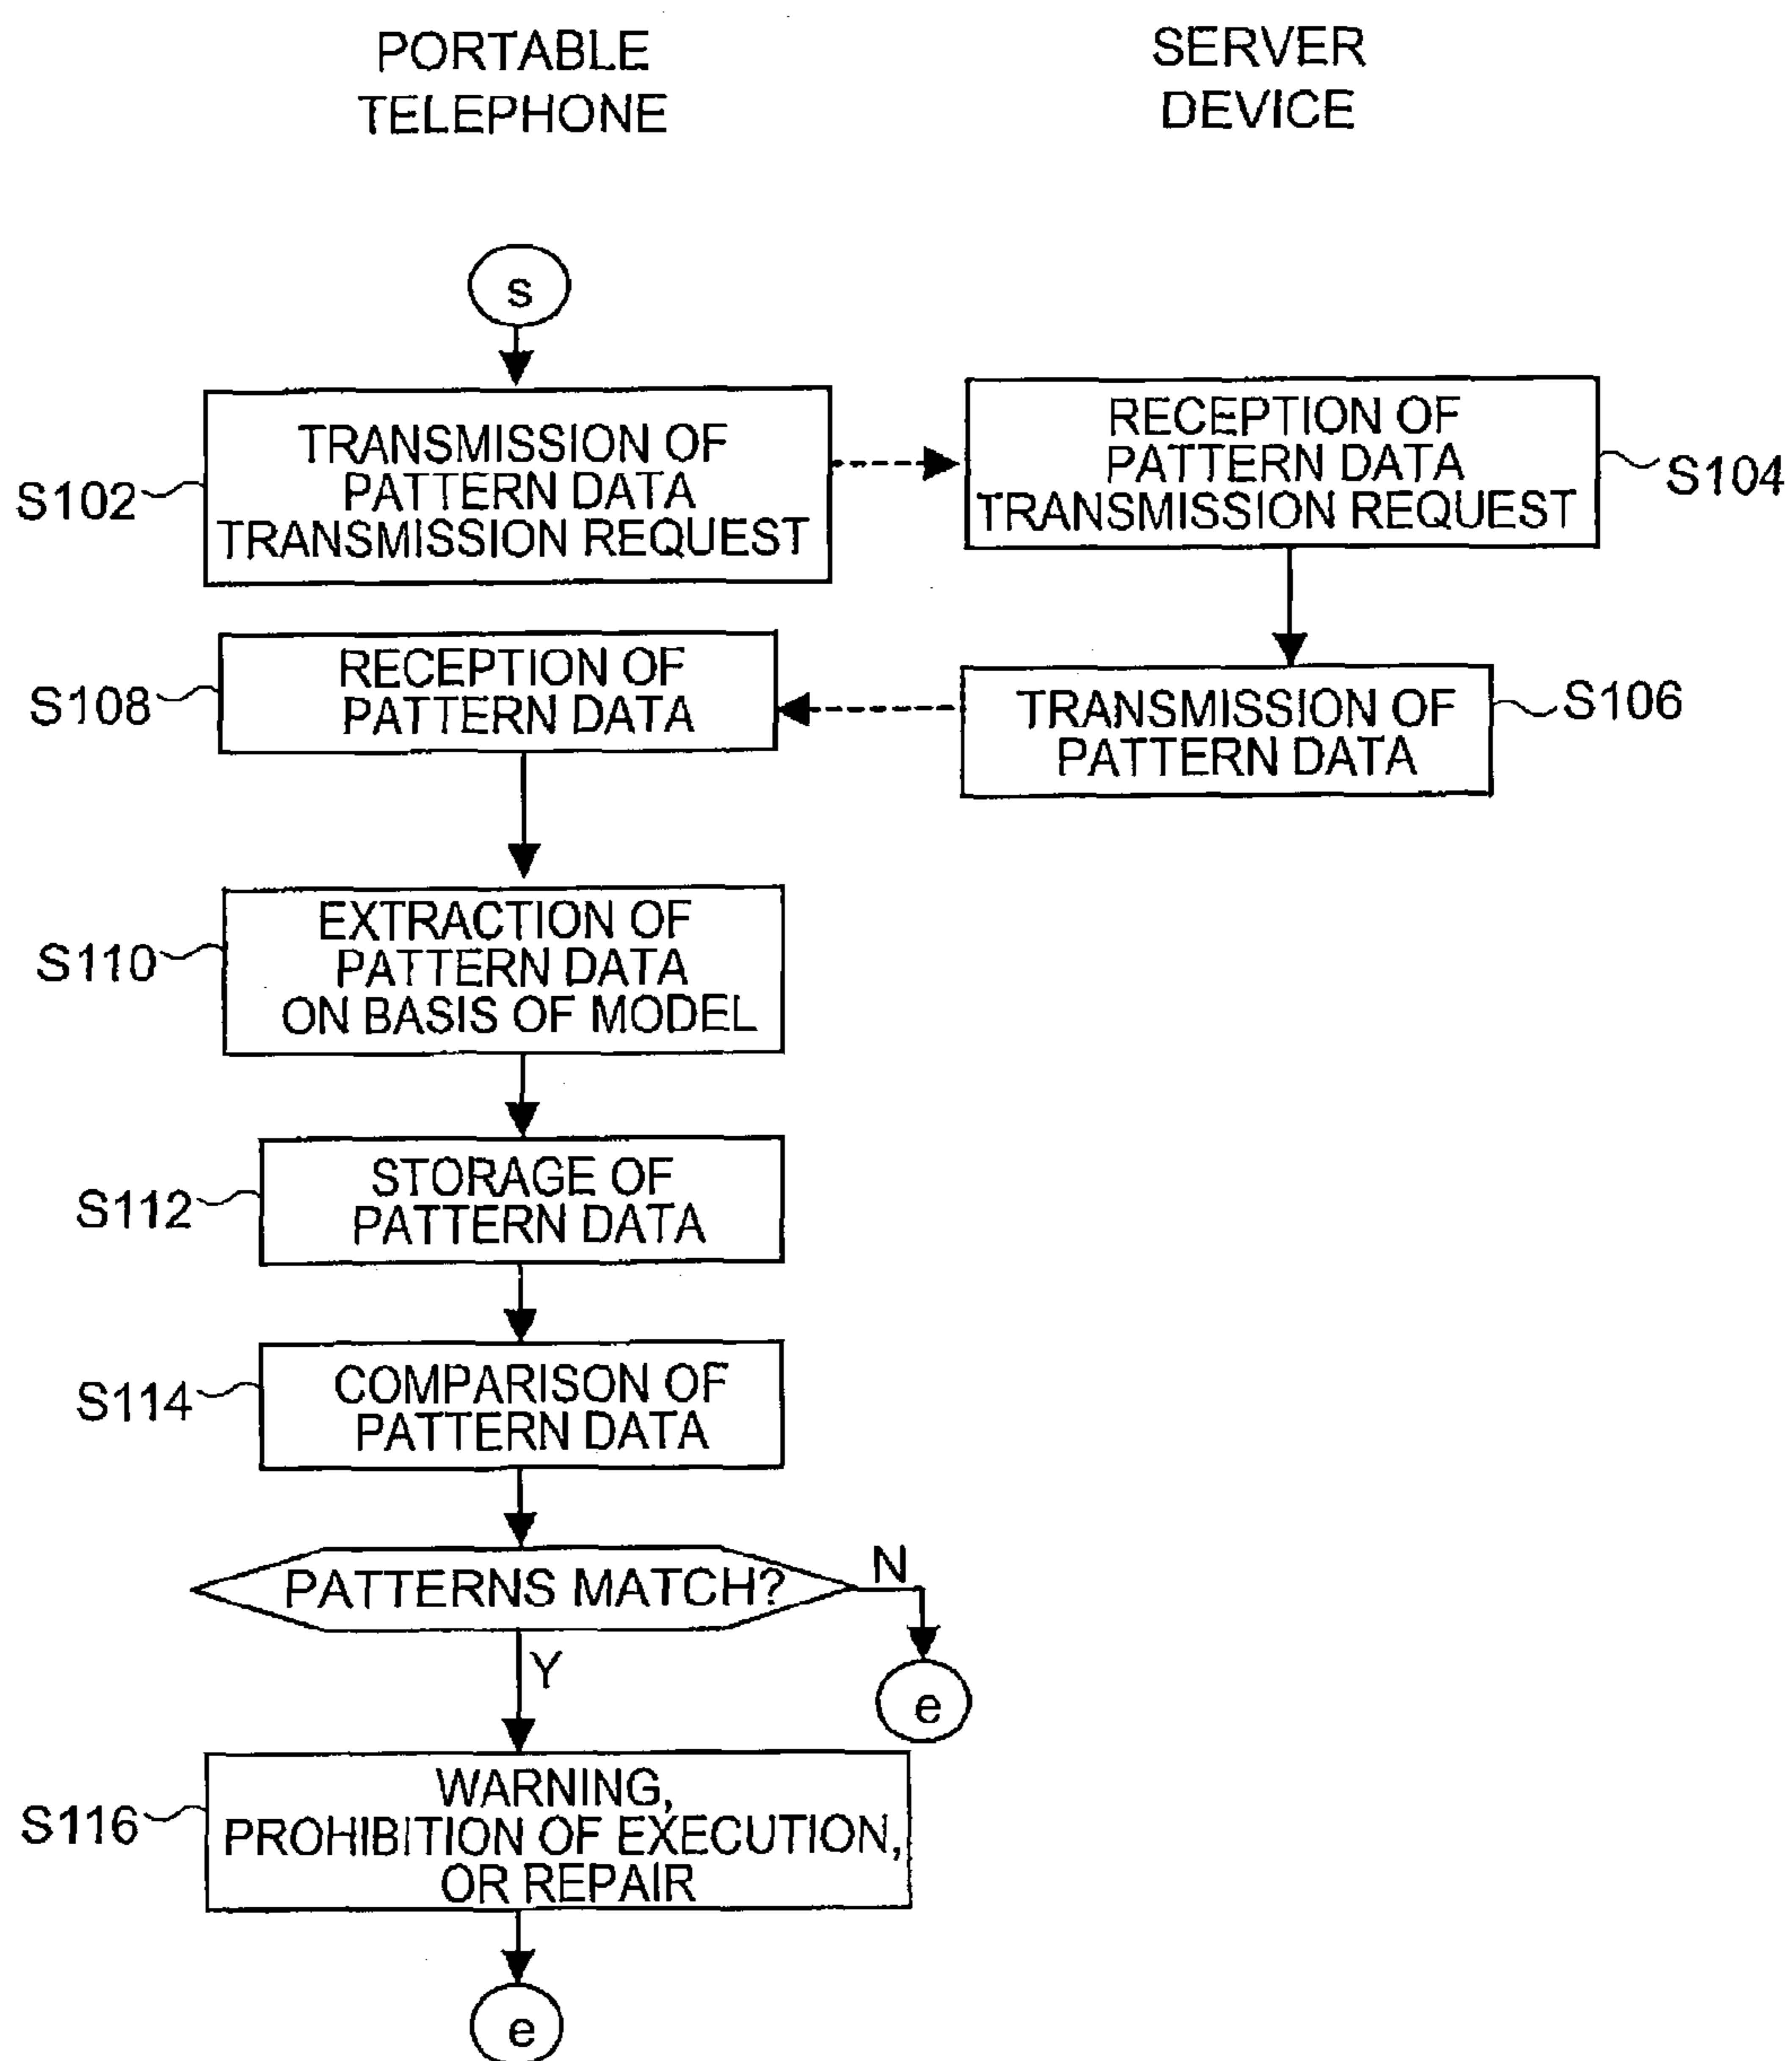 PORTABLE
TELEPHONE
SERVER
DEVICE
s
S102
TRANSMISSION OF
PATTERN DATA
TRANSMISSION REQUEST
RECEPTION OF
PATTERN DATA
TRANSMISSION REQUEST
S104
S108
RECEPTION OF
PATTERN DATA
TRANSMISSION OF
PATTERN DATA
S106
S110
EXTRACTION OF
PATTERN DATA
ON BASIS OF MODEL
S112
STORAGE OF
PATTERN DATA
S114
COMPARISON OF
PATTERN DATA
PATTERNS MATCH?
N
Y
e
S116
WARNING,
PROHIBITION OF EXECUTION,
OR REPAIR
e